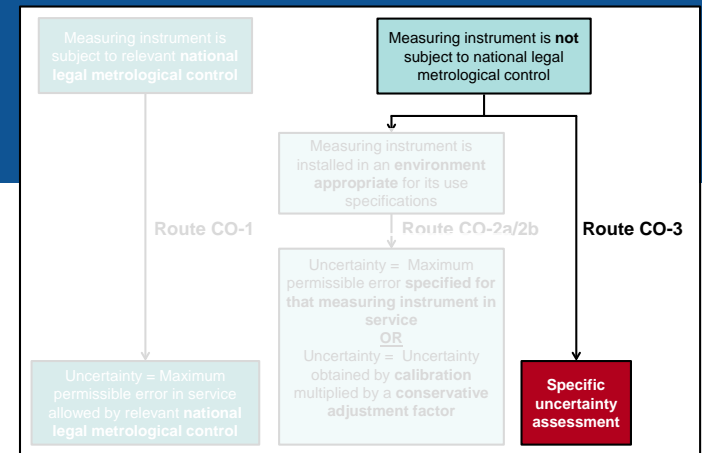 Measuring instrument is
subject to relevant national
legal metrological control
Measuring instrument is not
subject to national legal
metrological control
Measuring instrument is
installed in an environment
appropriate for its use
specifications
Route CO-1
Route CO-2a/2b
Route CO-3
Uncertainty = Maximum
permissible error specified for
that measuring instrument in
service
OR
Uncertainty = Uncertainty
obtained by calibration
multiplied by a conservative
adjustment factor
Uncertainty = Maximum
permissible error in service
allowed by relevant national
legal metrological control
Specific
uncertainty
assessment